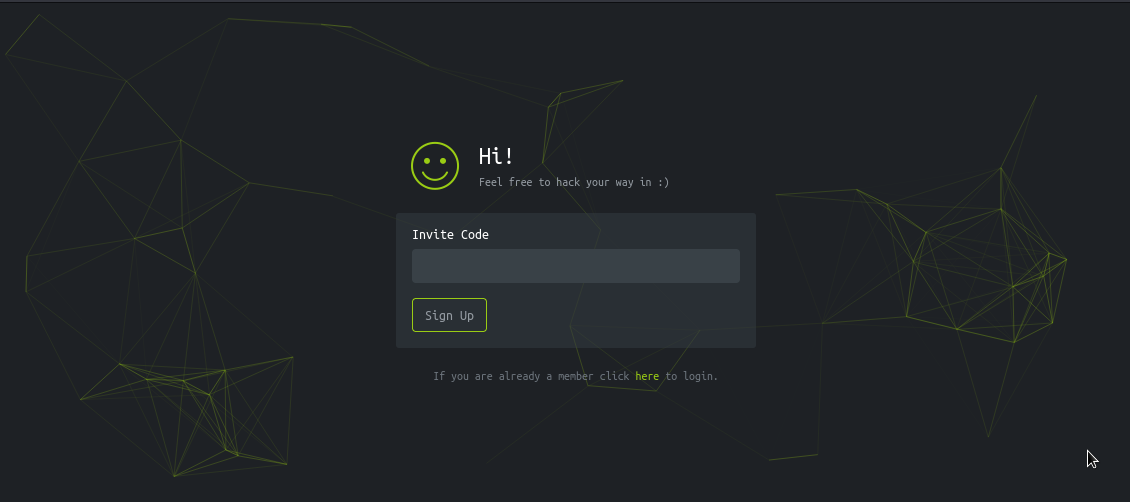 Hi!
Feel free to hack your way in :)
Invite Code
Sign Up
If you are already a member click here to login.